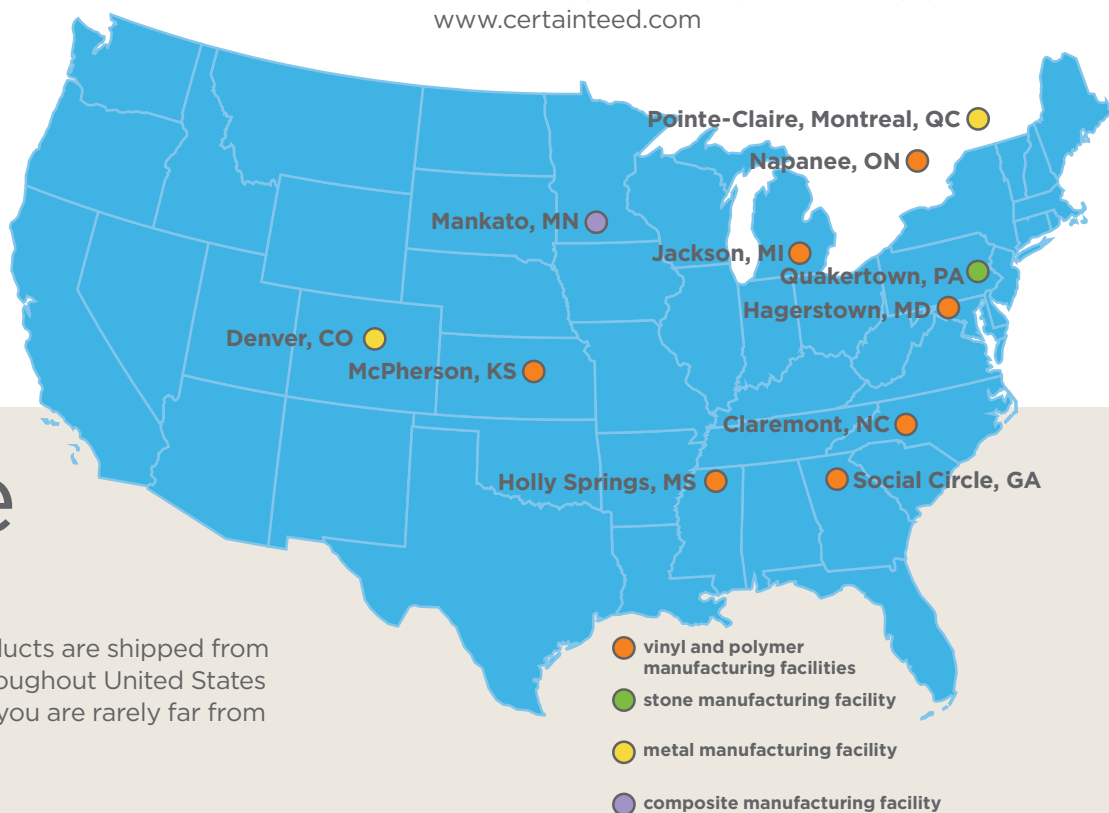 www.certainteed.com
Pointe-Claire, Montreal, QC
Napanee, ON
Mankato, MN
Jackson, MI
Quakertown, PA
Hagerstown, MD
Denver, CO
McPherson, KS
Claremont, NC
Holly Springs, MS
Social Circle, GA
e
ducts are shipped from
oughout United States
you are rarely far from
vinyl and polymer
manufacturing facilities
stone manufacturing facility
metal manufacturing facility
composite manufacturing facility